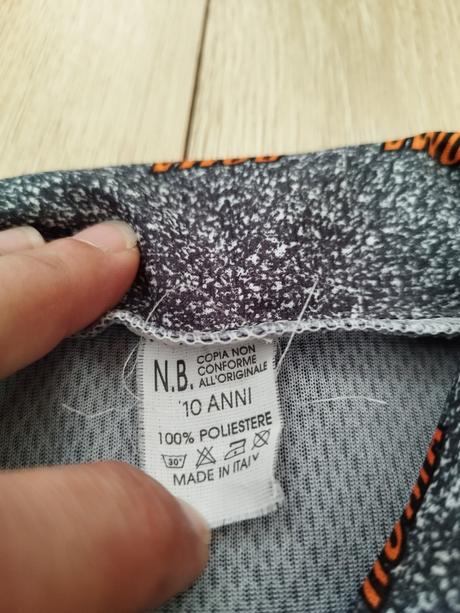 N.B. COPIA NON
CONFORME
ALL'ORIGINALE
'10 ANNI
100% POLIESTERE
30°
MADE IN ITALY